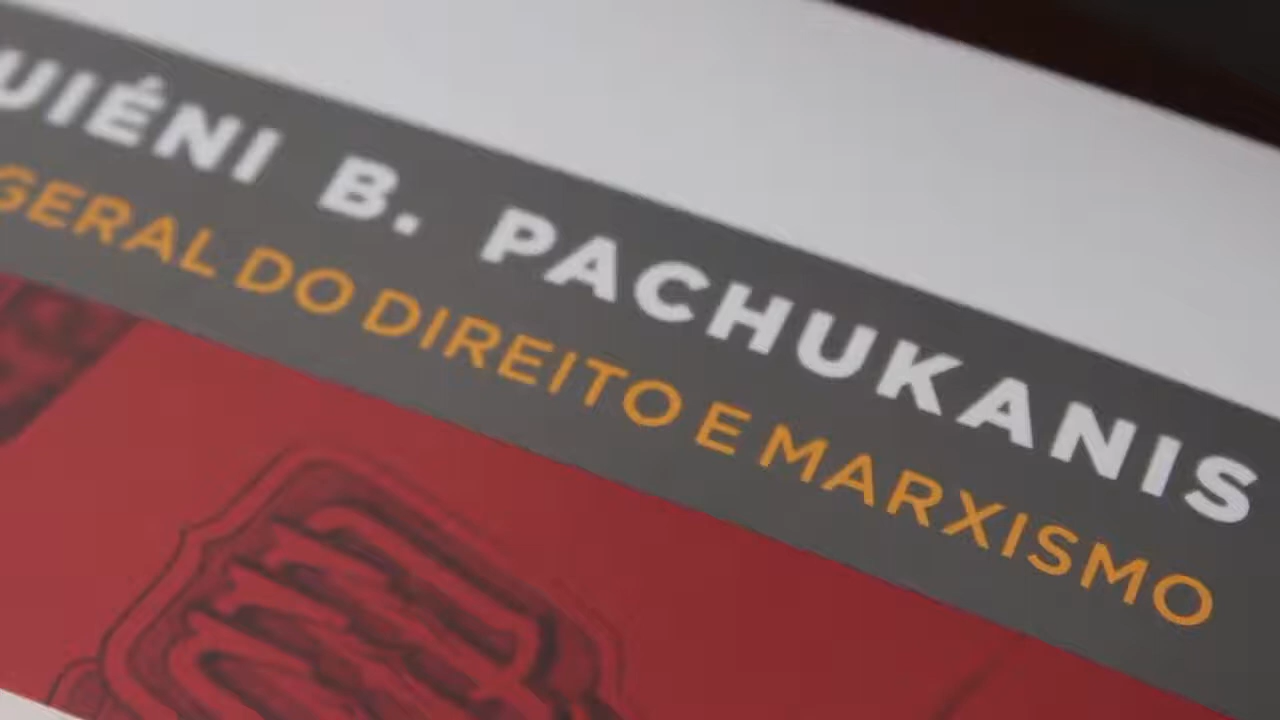 UIÉNI B. PACHUKANIS
GERAL DO DIREITO E MARXISMO